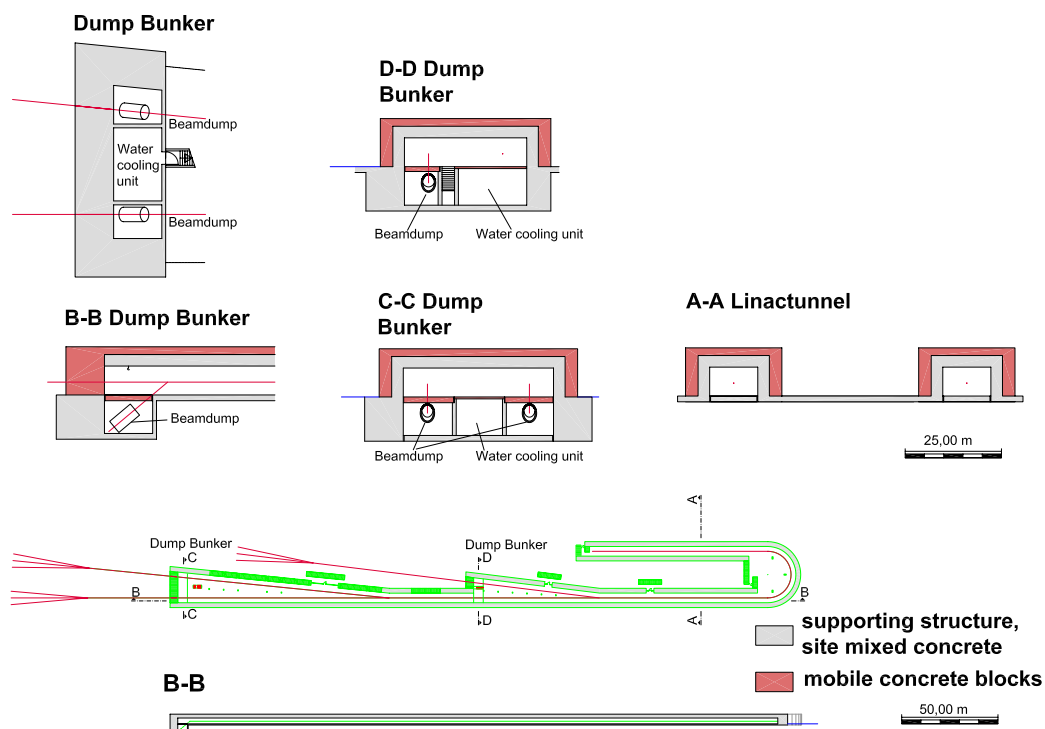 Dump Bunker
Beamdump
Water
cooling
unit
Beamdump
D-D Dump
Bunker
Beamdump
Water cooling unit
B-B Dump Bunker
Beamdump
C-C Dump
Bunker
Beamdump
Water cooling unit
A-A Linactunnel
25,00 m
A
Dump Bunker
C
Dump Bunker
D
B
B
C
D
A
supporting structure,
site mixed concrete
mobile concrete blocks
B-B
50,00 m